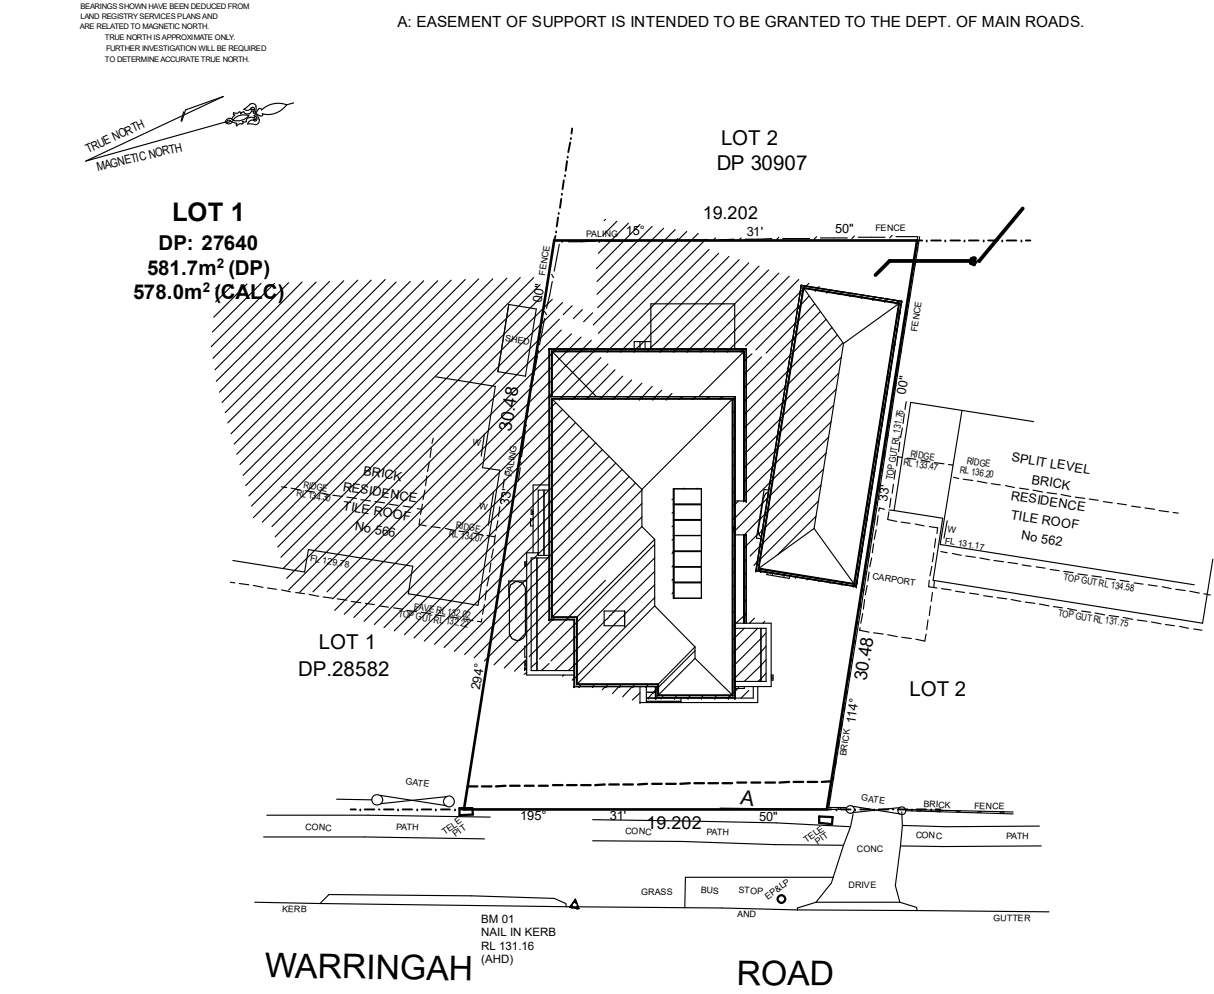 BEARINGS SHOWN HAVE BEEN DEDUCED FROM
LAND REGISTRY SERVICES PLANS AND
ARE RELATED TO MAGNETIC NORTH.
TRUE NORTH IS APPROXIMATE ONLY.
FURTHER INVESTIGATION WILL BE REQUIRED
TO DETERMINE ACCURATE TRUE NORTH.
A: EASEMENT OF SUPPORT IS INTENDED TO BE GRANTED TO THE DEPT. OF MAIN ROADS.
TRUE NORTH
MAGNETIC NORTH
LOT 2
DP 30907
LOT 1
DP: 27640
581.7m² (DP)
578.0m² (CALC)
19.202
PALING 15° 31' 50" FENCE
FENCE
00"
SHED
30.48
PALING
33'
294°
W
W
BRICK
RESIDENCE
TILE ROOF
No 566
RIDGE
RIDGE
RL 134.07
FL 129.78
EAVE RL 132.02
LOT 1
DP.28582
FENCE
00"
TOP GUT RL 131.75
33'
RIDGE
RL 133.47
RIDGE
RL 136.20
SPLIT LEVEL
BRICK
RESIDENCE
TILE ROOF
No 562
W
FL 131.17
CARPORT
TOP GUT RL 134.58
TOP GUT RL 131.75
30.48
114°
BRICK
LOT 2
A
GATE
GATE
BRICK FENCE
195° 31' 50"
19.202
CONC PATH
TELE
PIT
CONC PATH
TELE
PIT
CONC PATH
CONC
DRIVE
GRASS
BUS STOP
EP&LP
KERB
AND
GUTTER
BM 01
NAIL IN KERB
RL 131.16
(AHD)
WARRINGAH ROAD